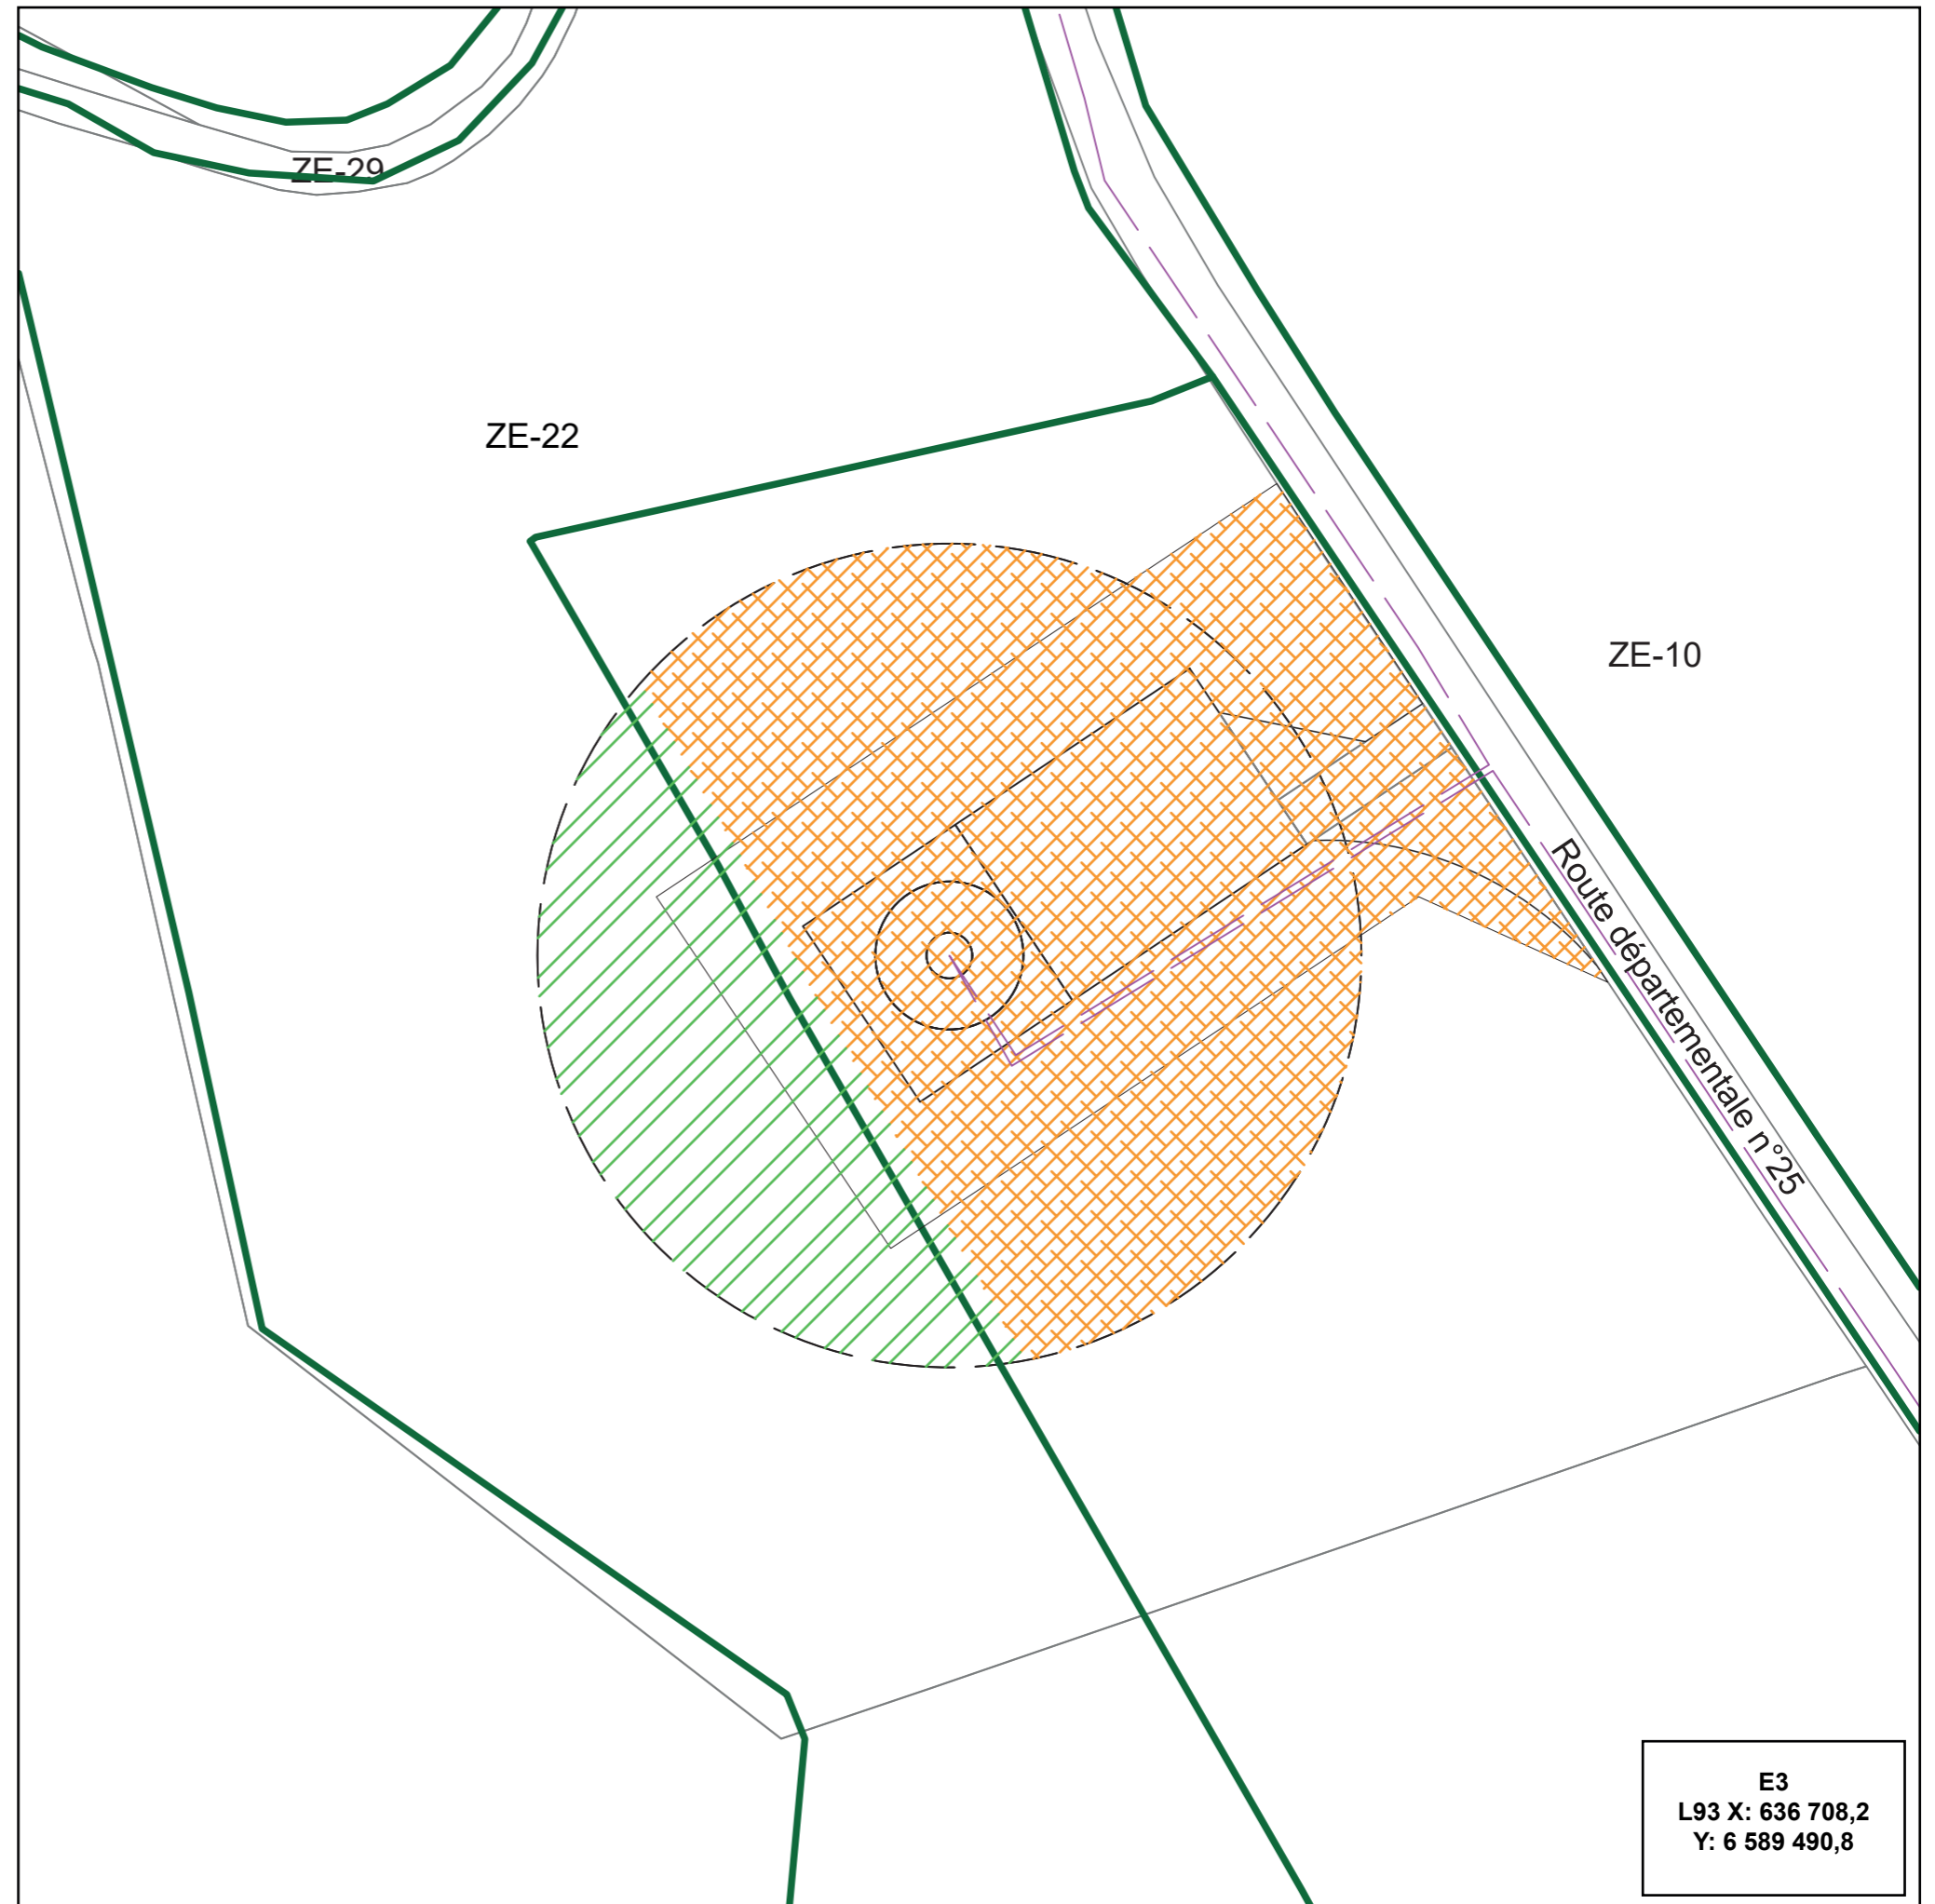 ZE-29
ZE-22
ZE-10
Route départementale n°25
E3
L93 X: 636 708,2
Y: 6 589 490,8